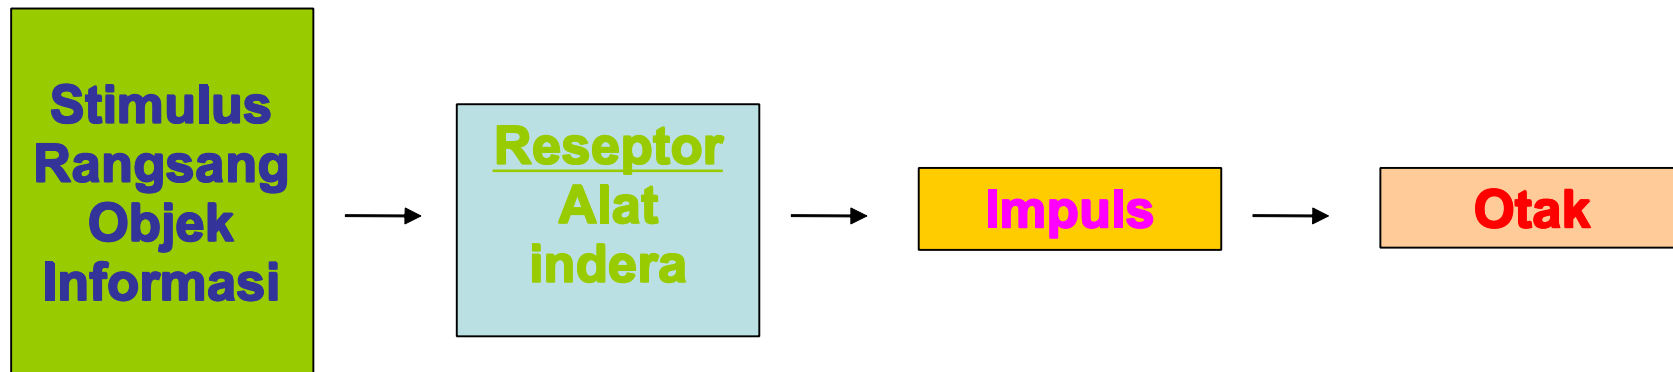 Stimulus
Rangsang
Objek
Informasi
Reseptor
Alat
indera
Impuls
Otak